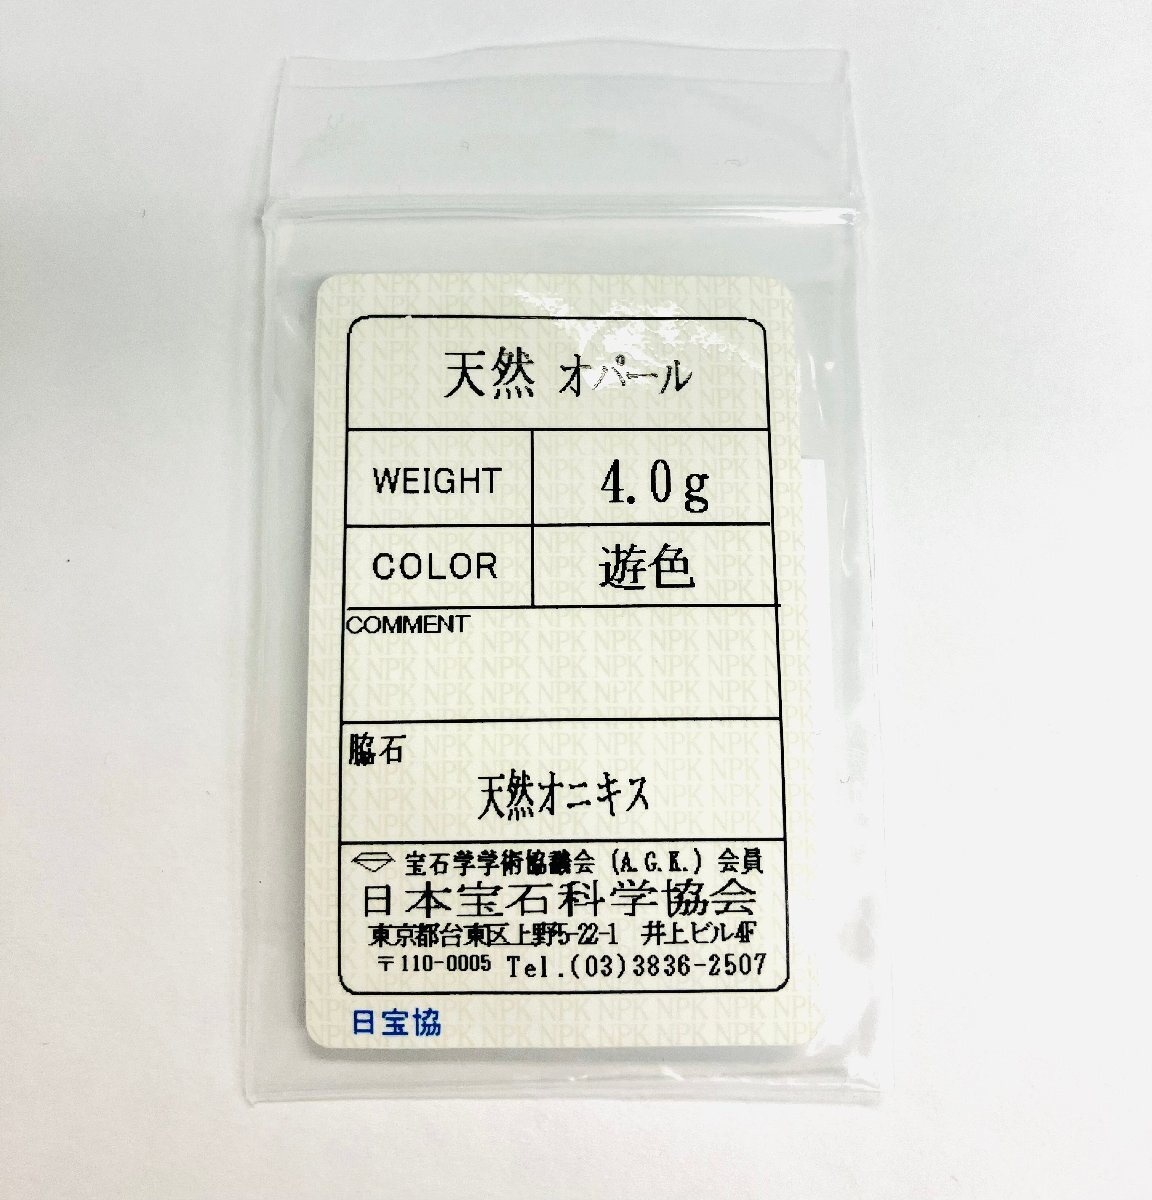 天然 オパール
WEIGHT 4.0g
COLOR 遊色
COMMENT
脇石
天然オニキス
宝石学学術協議会 (A.G.K.) 会員
日本宝石科学協会
東京都台東区上野5-22-1 井上ビル4F
〒110-0005 Tel.(03)3836-2507
日宝協